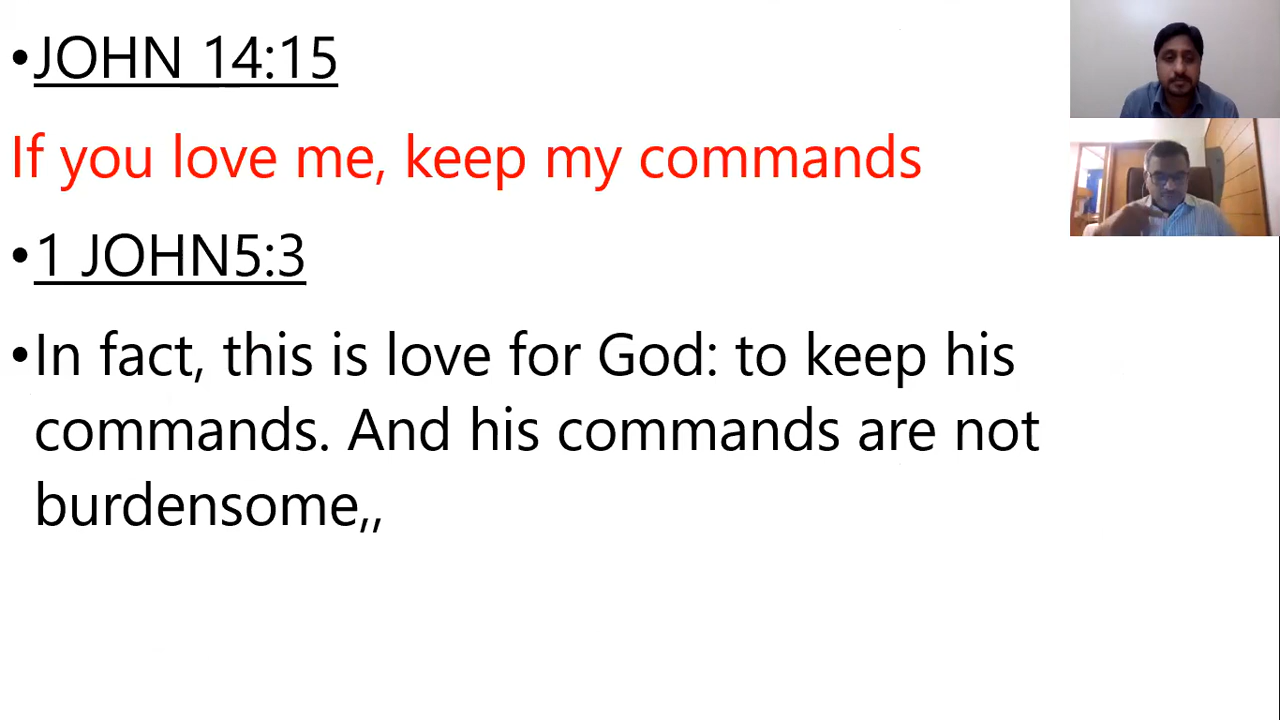 •JOHN 14:15
If you love me, keep my commands
•1 JOHN5:3
•In fact, this is love for God: to keep his
commands. And his commands are not
burdensome,,